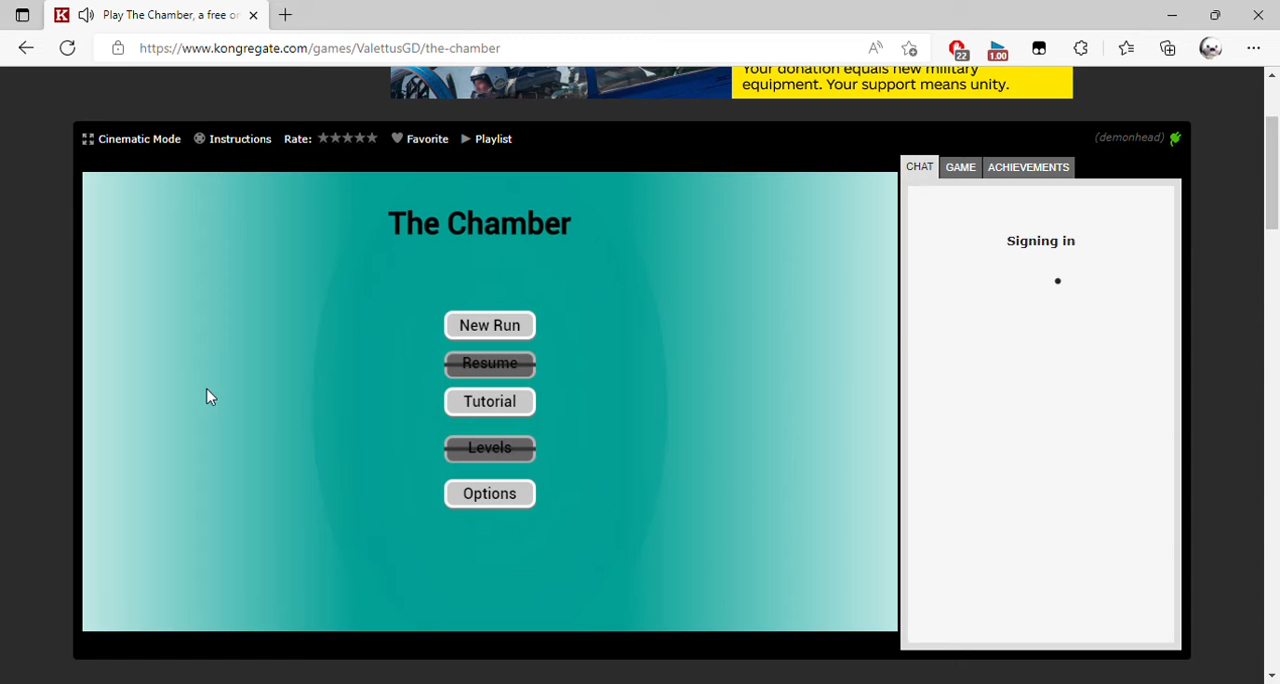 Play The Chamber, a free o
https://www.kongregate.com/games/ValettusGD/the-chamber
22
1.00
Your donation equals new military
equipment. Your support means unity.
Cinematic Mode Instructions Rate: Favorite Playlist
(demonhead)
CHAT GAME ACHIEVEMENTS
The Chamber
Signing in
New Run
Resume
Tutorial
Levels
Options